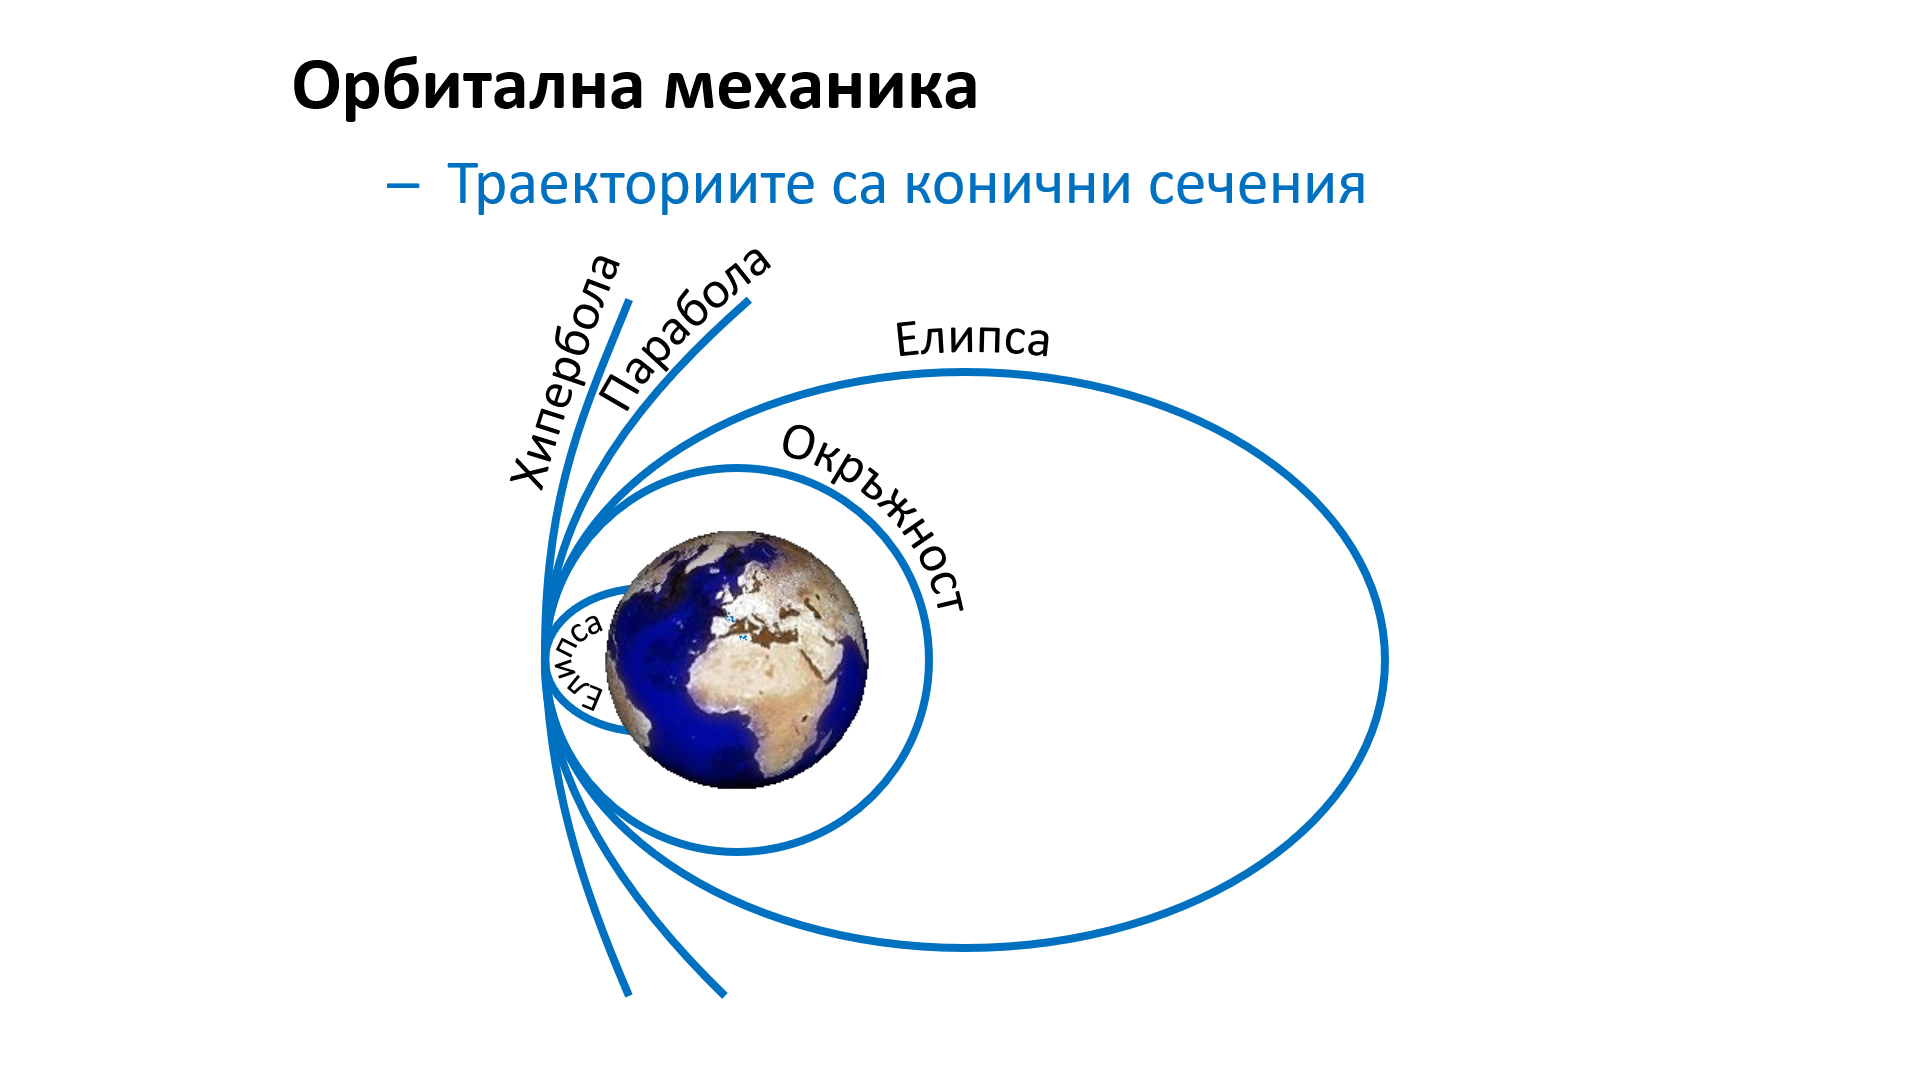 Орбитална механика
– Траекториите са конични сечения
Хипербола
Парабола
Елипса
Окръжност
Елипса